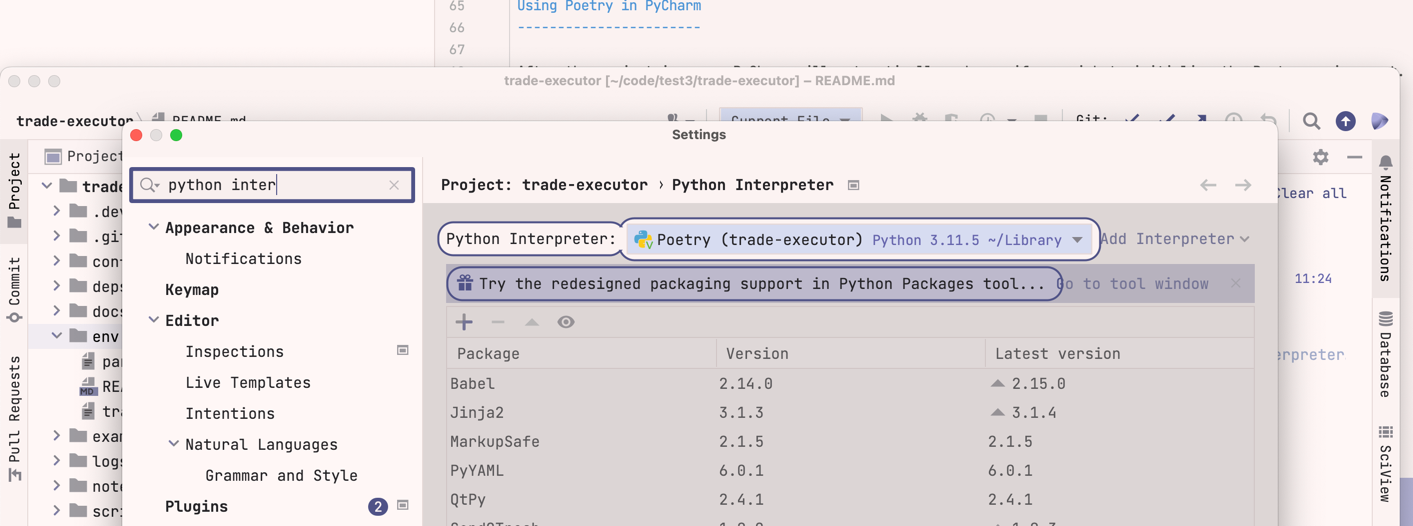 65 Using Poetry in PyCharm
66 -----------------------
67
trade-executor [~/code/test3/trade-executor] – README.md
trade-executor README.md Current File Git:
Settings
Project
Project
Commit
Pull Requests
trade
.dev
.git
con
deps
docs
env
REA
MD
tra
exam
logs
note
scri
python inter
Appearance & Behavior
Notifications
Keymap
Editor
Inspections
Live Templates
Intentions
Natural Languages
Grammar and Style
Plugins 2
Project: trade-executor › Python Interpreter
Python Interpreter: Poetry (trade-executor) Python 3.11.5 ~/Library Add Interpreter
Try the redesigned packaging support in Python Packages tool... Go to tool window
Package Version Latest version
Babel 2.14.0 2.15.0
Jinja2 3.1.3 3.1.4
MarkupSafe 2.1.5 2.1.5
PyYAML 6.0.1 6.0.1
QtPy 2.4.1 2.4.1
Clear all
11:24
erpreter
Notifications
Database
SciView